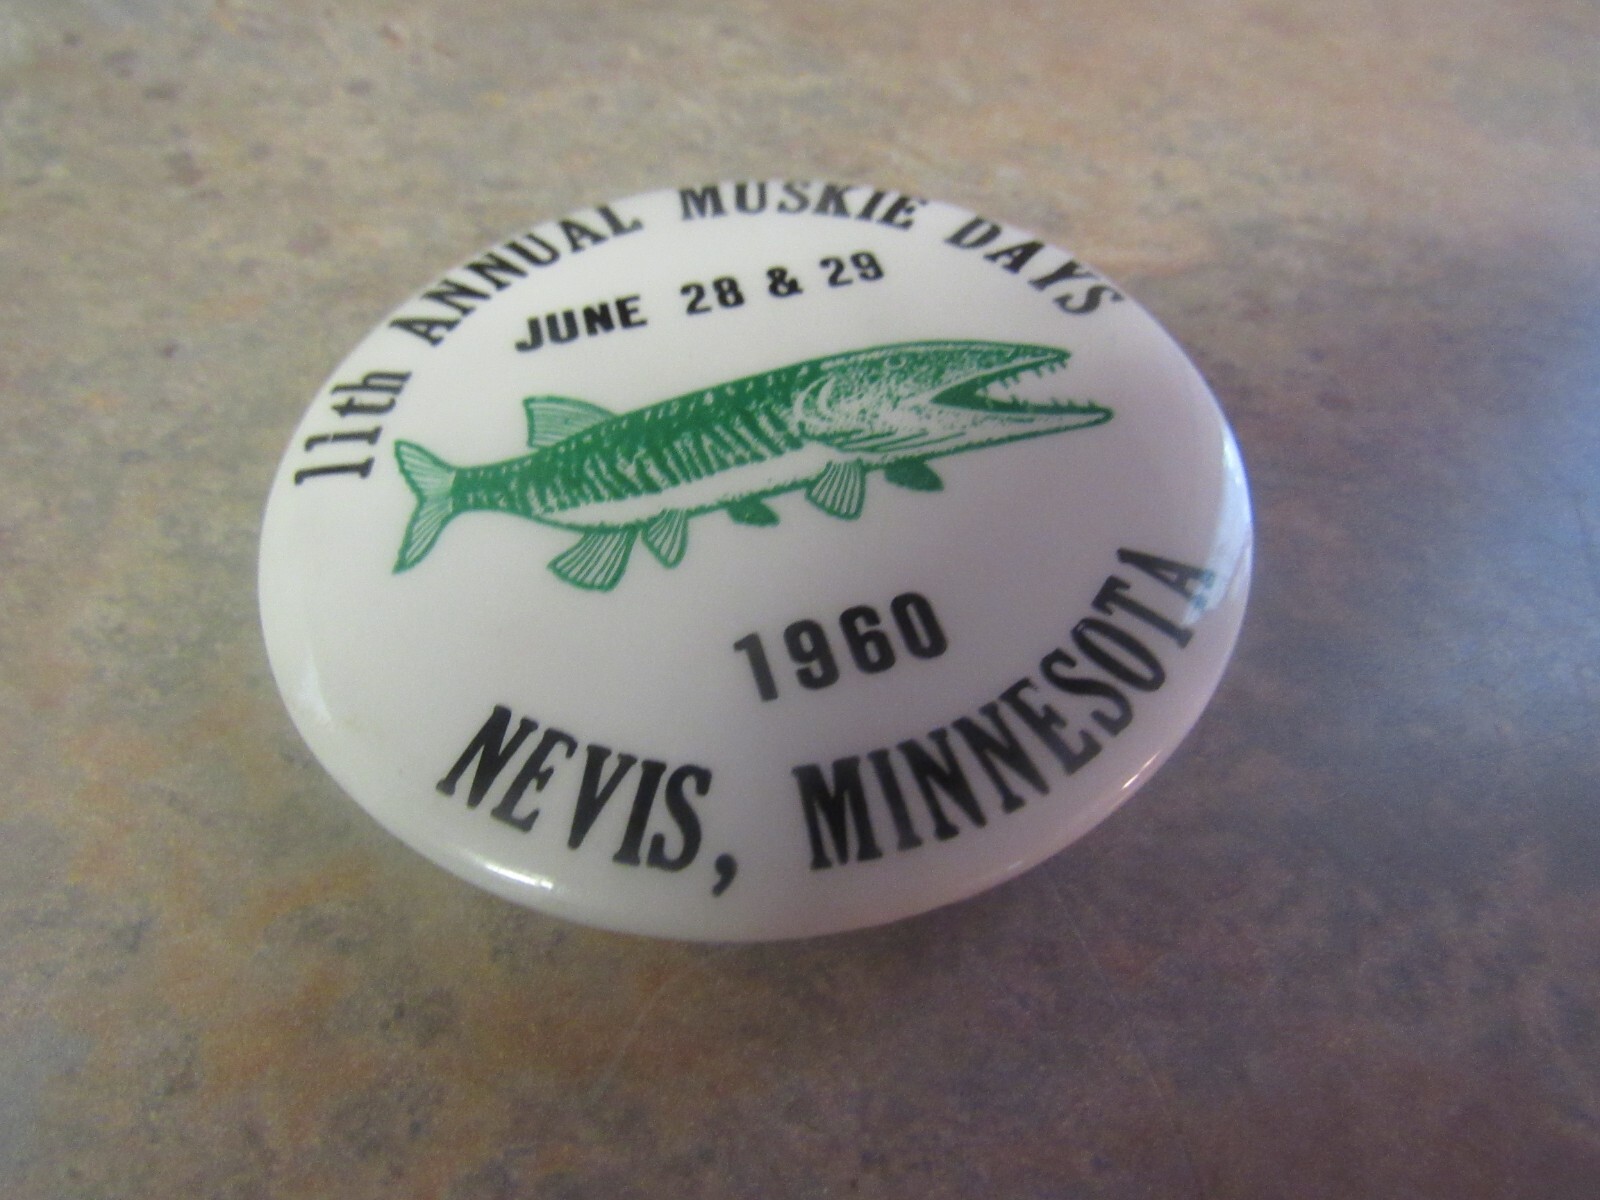 11th ANNUAL MUSKIE DAYS
JUNE 28 & 29
1960
NEVIS, MINNESOTA